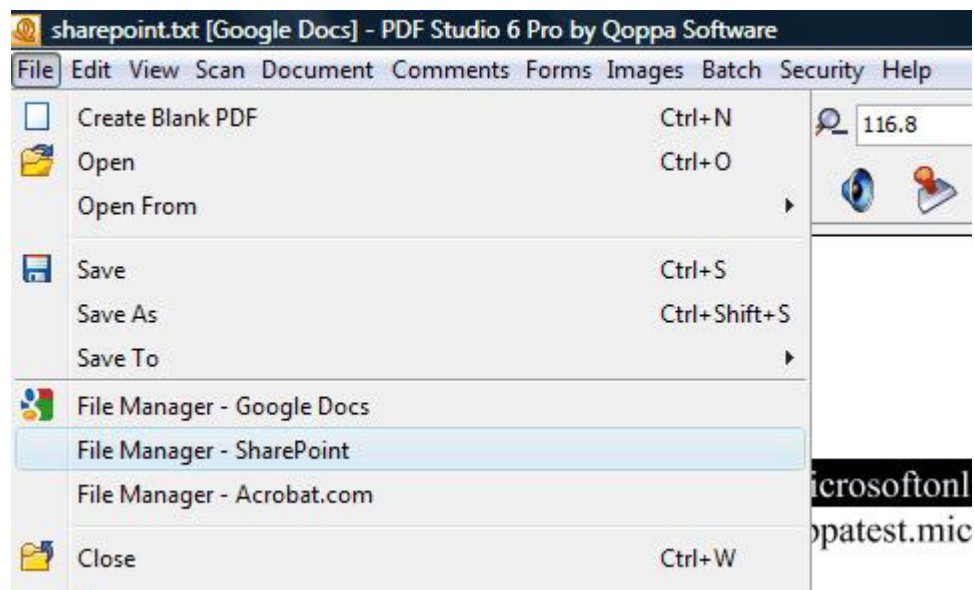 sharepoint.txt [Google Docs] - PDF Studio 6 Pro by Qoppa Software
File Edit View Scan Document Comments Forms Images Batch Security Help
Create Blank PDF Ctrl+N
116.8
Open Ctrl+O
Open From
Save Ctrl+S
Save As Ctrl+Shift+S
Save To
File Manager - Google Docs
File Manager - SharePoint
File Manager - Acrobat.com
icrosoftonl
ppatest.mic
Close Ctrl+W